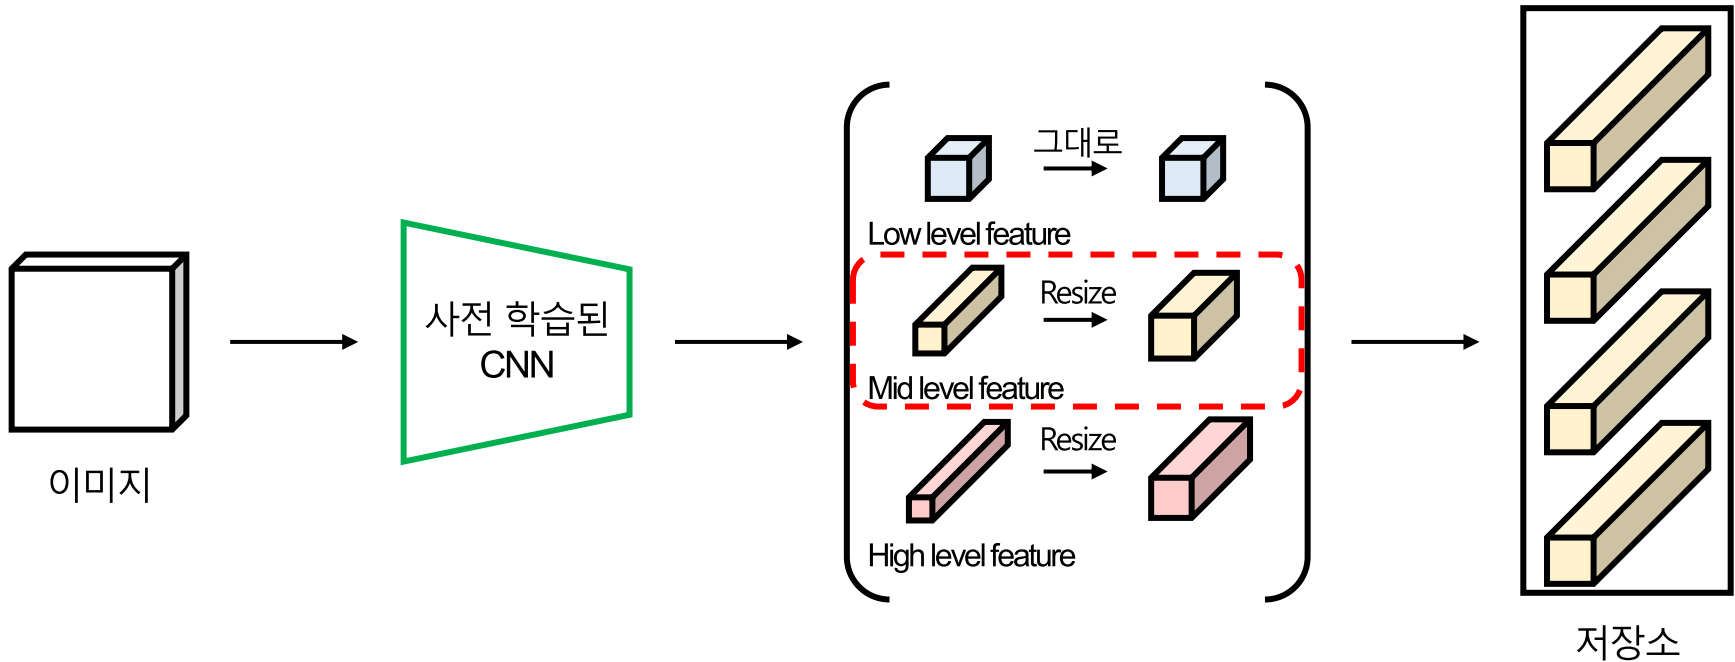 이미지
사전 학습된
CNN
그대로
Low level feature
Resize
Mid level feature
Resize
High level feature
저장소